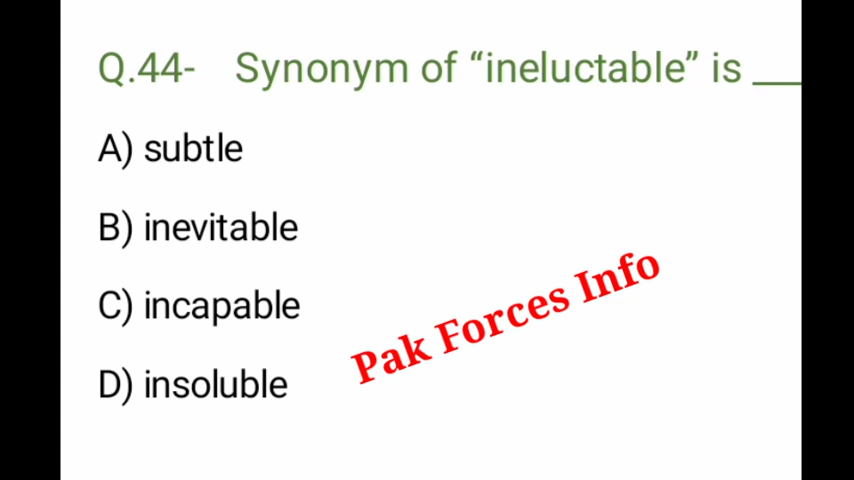 Q.44- Synonym of “ineluctable” is ___
A) subtle
B) inevitable
C) incapable
D) insoluble
Pak Forces Info